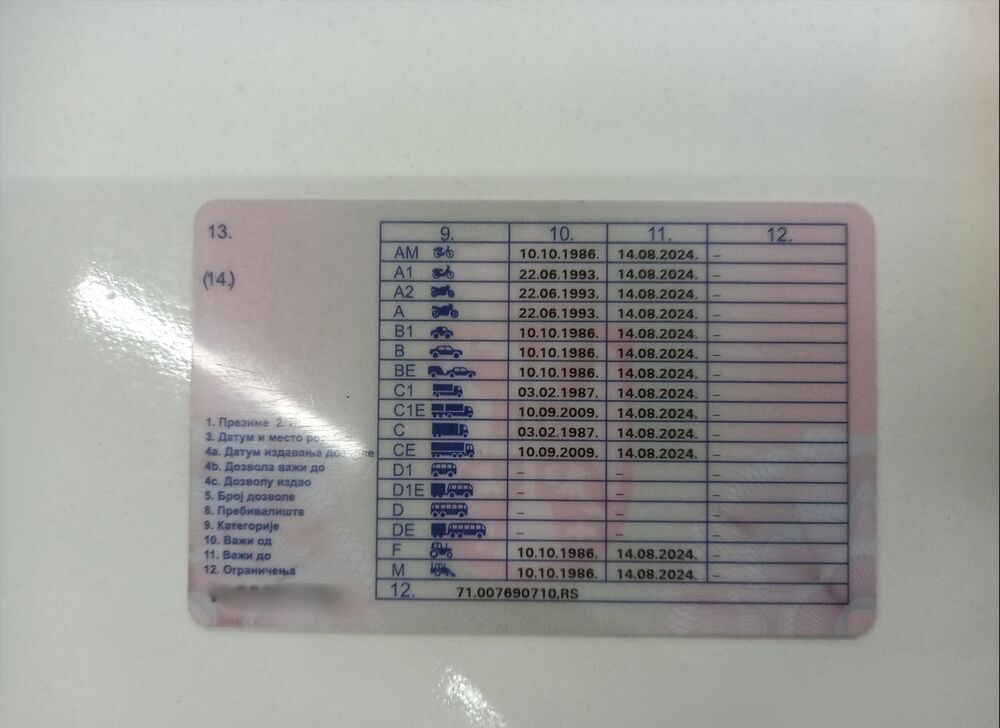 13.
(14.)
9. 10. 11. 12.
AM 10.10.1986. 14.08.2024. –
A1 22.06.1993. 14.08.2024. –
A2 22.06.1993. 14.08.2024. –
A 22.06.1993. 14.08.2024. –
B1 10.10.1986. 14.08.2024. –
B 10.10.1986. 14.08.2024. –
BE 10.10.1986. 14.08.2024. –
C1 03.02.1987. 14.08.2024. –
C1E 10.09.2009. 14.08.2024. –
C 03.02.1987. 14.08.2024. –
CE 10.09.2009. 14.08.2024. –
D1 – – –
D1E – – –
D – – –
DE – – –
F 10.10.1986. 14.08.2024. –
M 10.10.1986. 14.08.2024. –
12. 71.007690710.RS
1. Презиме 2.
3. Датум и место
4a. Датум издавања дозволе
4b. Дозвола важи до
4c. Дозволу издао
5. Број дозволе
8. Пребивалиште
9. Категорије
10. Важи од
11. Важи до
12. Ограничења